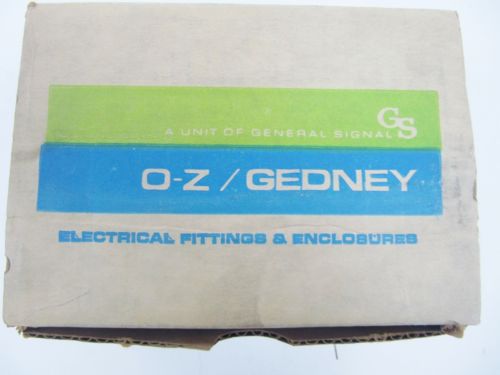 GS
A UNIT OF GENERAL SIGNAL
O-Z / GEDNEY
ELECTRICAL FITTINGS & ENCLOSURES